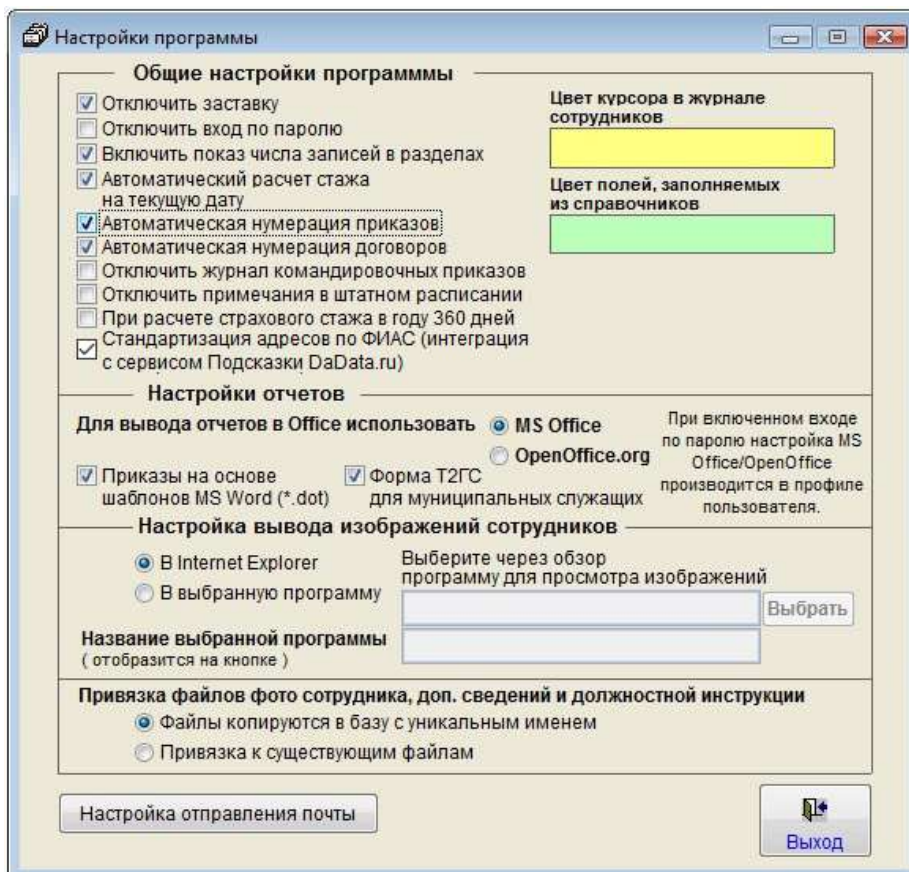 Настройки программы
Общие настройки программмы
Отключить заставку
Отключить вход по паролю
Включить показ числа записей в разделах
Автоматический расчет стажа
на текущую дату
Автоматическая нумерация приказов
Автоматическая нумерация договоров
Отключить журнал командировочных приказов
Отключить примечания в штатном расписании
При расчете страхового стажа в году 360 дней
Стандартизация адресов по ФИАС (интеграция
с сервисом Подсказки DaData.ru)
Цвет курсора в журнале
сотрудников
Цвет полей, заполняемых
из справочников
Настройки отчетов
Для вывода отчетов в Office использовать
MS Office
OpenOffice.org
При включенном входе
по паролю настройка MS
Office/OpenOffice
производится в профиле
пользователя.
Приказы на основе
шаблонов MS Word (*.dot)
Форма Т2ГС
для муниципальных служащих
Настройка вывода изображений сотрудников
В Internet Explorer
В выбранную программу
Выберите через обзор
программу для просмотра изображений
Выбрать
Название выбранной программы
( отобразится на кнопке )
Привязка файлов фото сотрудника, доп. сведений и должностной инструкции
Файлы копируются в базу с уникальным именем
Привязка к существующим файлам
Настройка отправления почты
Выход